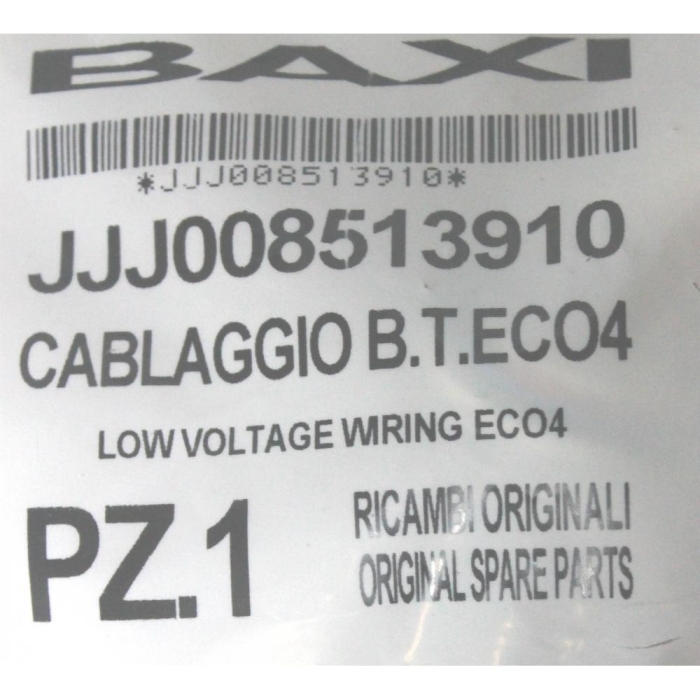 BAXI
*JJJ008513910*
JJJ008513910
CABLAGGIO B.T.ECO4
LOW VOLTAGE WIRING ECO4
PZ.1
RICAMBI ORIGINALI
ORIGINAL SPARE PARTS